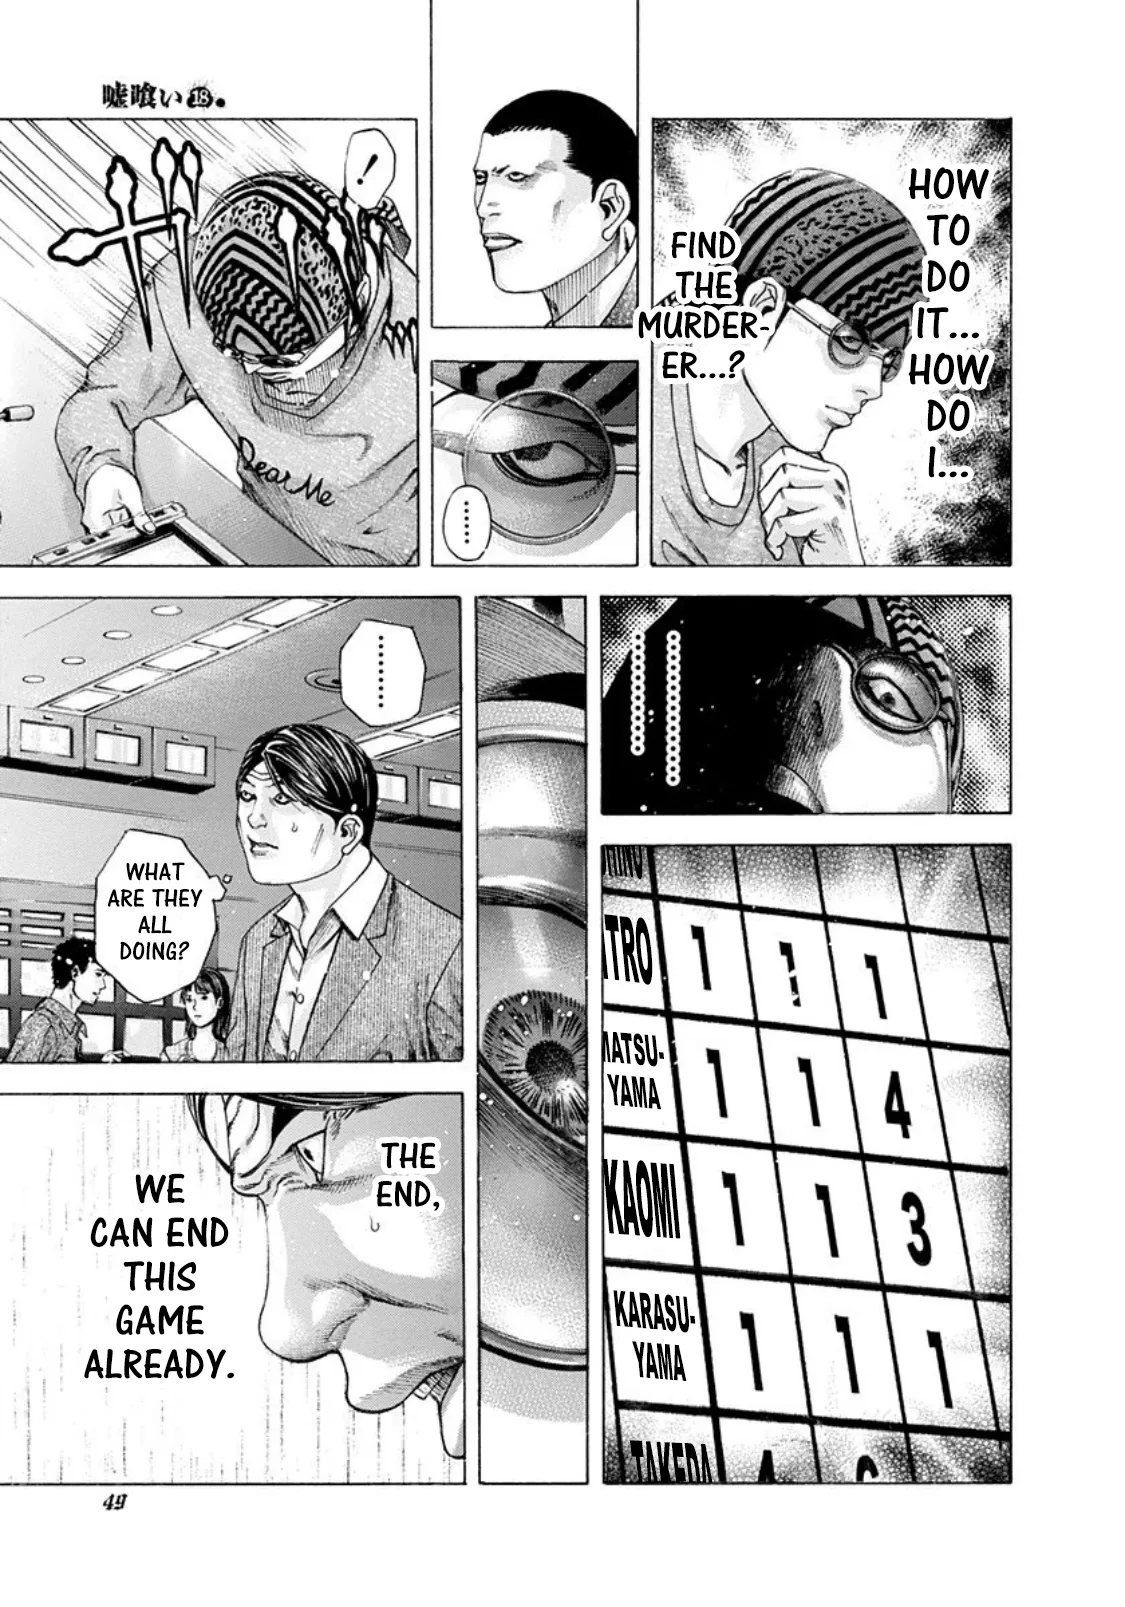 嘘喰い 18
HOW
TO
DO
IT...
HOW
DO
I...
FIND
THE
MURDER-
ER...?
.......
!
Dear Me
WHAT
ARE THEY
ALL
DOING?
ITRO 1 1 1
MATSU-
YAMA 1 1 4
KAOMI 1 1 3
KARASU-
YAMA 1 1 1
TAKEDA
THE
END,
WE
CAN END
THIS
GAME
ALREADY.
49